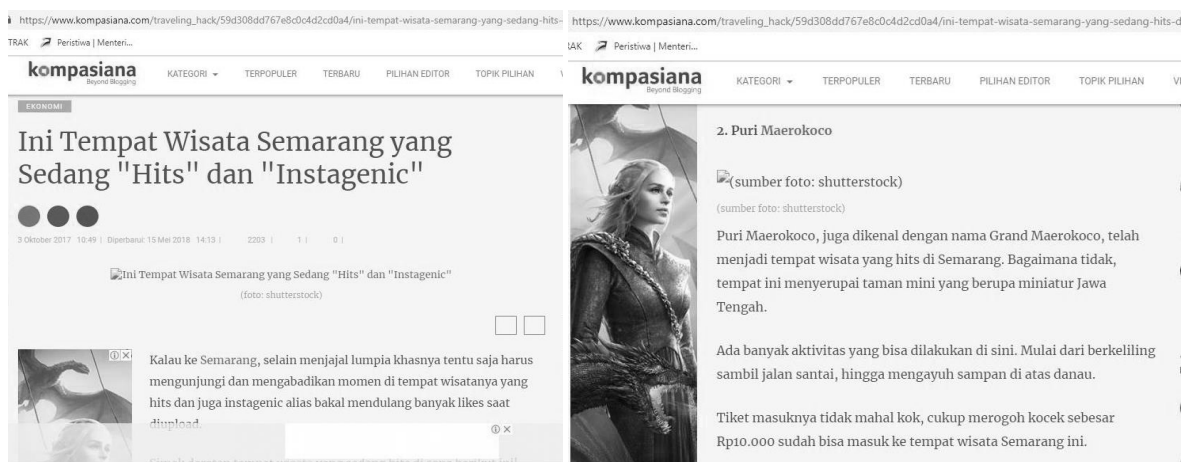 https://www.kompasiana.com/traveling_hack/59d308dd767e8c0c4d2cd0a4/ini-tempat-wisata-semarang-yang-sedang-hits-
TRAK Peristiwa | Menteri...
kompasiana
Beyond Blogging
KATEGORI TERPOPULER TERBARU PILIHAN EDITOR TOPIK PILIHAN
EKONOMI
Ini Tempat Wisata Semarang yang
Sedang "Hits" dan "Instagenic"
3 Oktober 2017 10:49 | Diperbarui: 15 Mei 2018 14:13 | 2203 | 1 | 0 |
Ini Tempat Wisata Semarang yang Sedang "Hits" dan "Instagenic"
(foto: shutterstock)
Kalau ke Semarang, selain menjajal lumpia khasnya tentu saja harus
mengunjungi dan mengabadikan momen di tempat wisatanya yang
hits dan juga instagenic alias bakal mendulang banyak likes saat
diupload.
https://www.kompasiana.com/traveling_hack/59d308dd767e8c0c4d2cd0a4/ini-tempat-wisata-semarang-yang-sedang-hits-d
RAK Peristiwa | Menteri...
kompasiana
Beyond Blogging
KATEGORI TERPOPULER TERBARU PILIHAN EDITOR TOPIK PILIHAN VI
2. Puri Maerokoco
(sumber foto: shutterstock)
(sumber foto: shutterstock)
Puri Maerokoco, juga dikenal dengan nama Grand Maerokoco, telah
menjadi tempat wisata yang hits di Semarang. Bagaimana tidak,
tempat ini menyerupai taman mini yang berupa miniatur Jawa
Tengah.
Ada banyak aktivitas yang bisa dilakukan di sini. Mulai dari berkeliling
sambil jalan santai, hingga mengayuh sampan di atas danau.
Tiket masuknya tidak mahal kok, cukup merogoh kocek sebesar
Rp10.000 sudah bisa masuk ke tempat wisata Semarang ini.